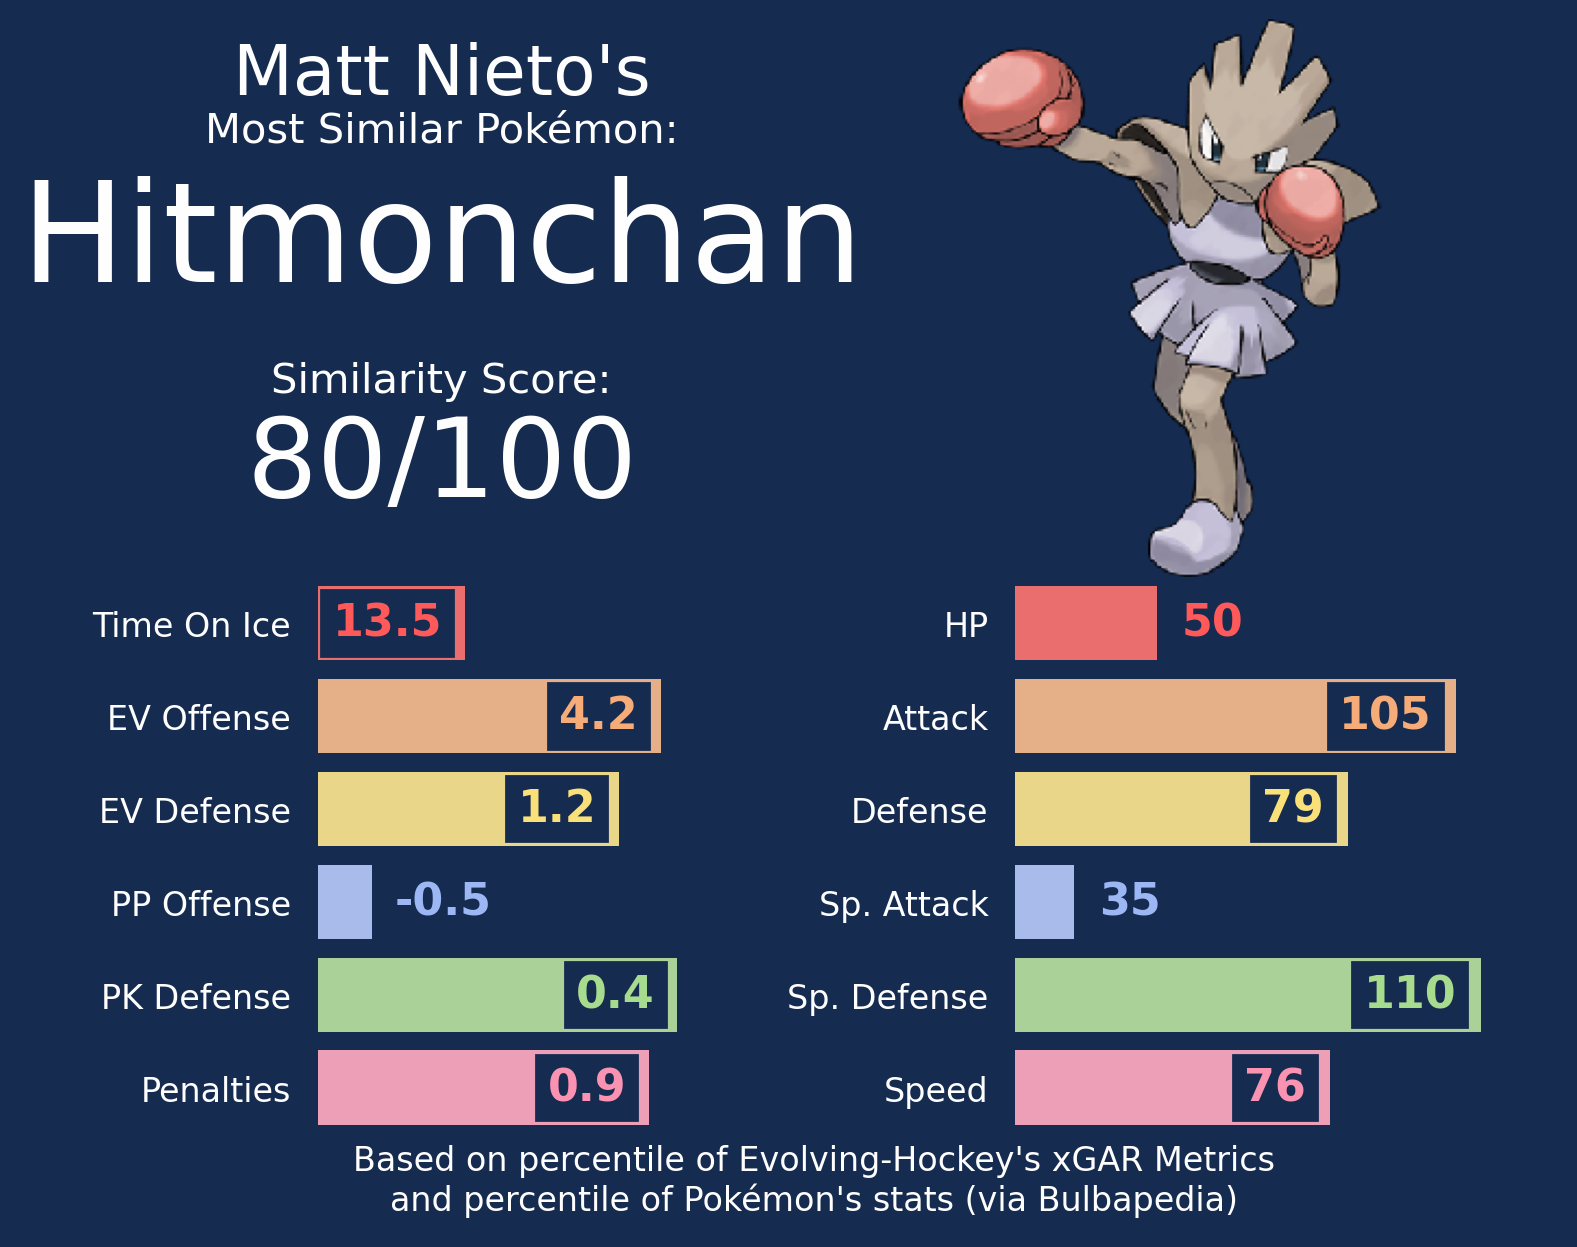 Matt Nieto's
Most Similar Pokémon:
Hitmonchan
Similarity Score:
80/100
Time On Ice 13.5
EV Offense 4.2
EV Defense 1.2
PP Offense -0.5
PK Defense 0.4
Penalties 0.9
HP 50
Attack 105
Defense 79
Sp. Attack 35
Sp. Defense 110
Speed 76
Based on percentile of Evolving-Hockey's xGAR Metrics
and percentile of Pokémon's stats (via Bulbapedia)